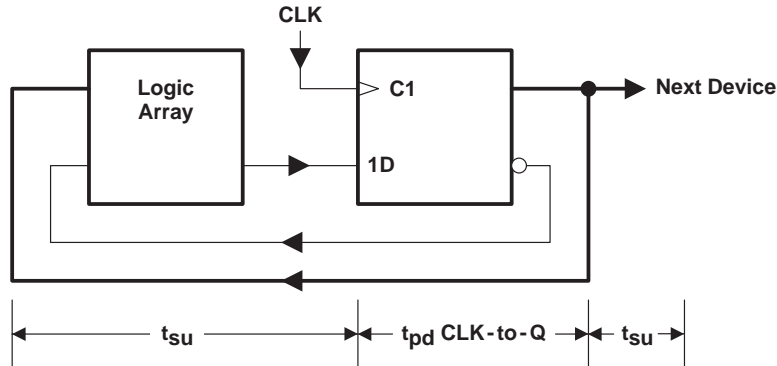 CLK
Logic
Array
C1
1D
Next Device
tsu
tpd CLK-to-Q
tsu